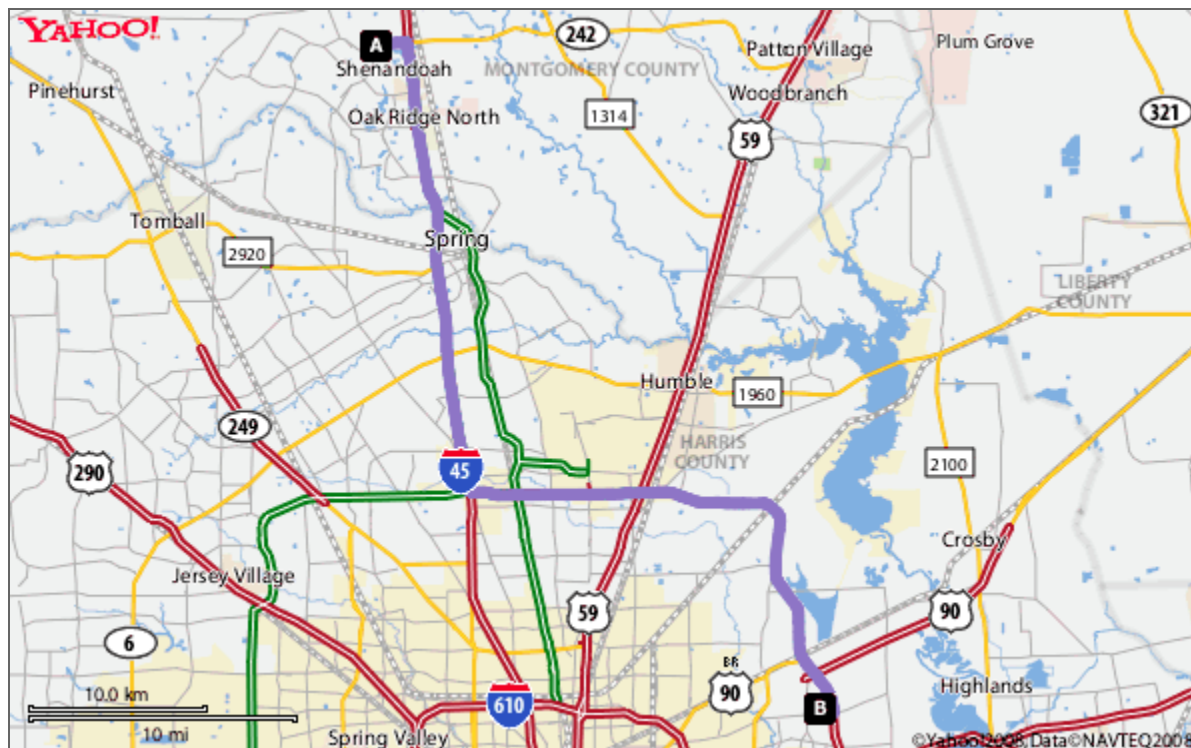 YAHOO!
A
242
Patton Village
Plum Grove
Shenandoah
MONTGOMERY COUNTY
Pinehurst
Woodbranch
Oak Ridge North
1314
321
59
Tomball
Spring
2920
LIBERTY
COUNTY
Humble
1960
249
HARRIS
COUNTY
290
45
2100
Crosby
Jersey Village
59
90
6
BR
90
10.0 km
Highlands
610
B
10 mi
Spring Valley
©Yahoo!2008,Data©NAVTEQ2008